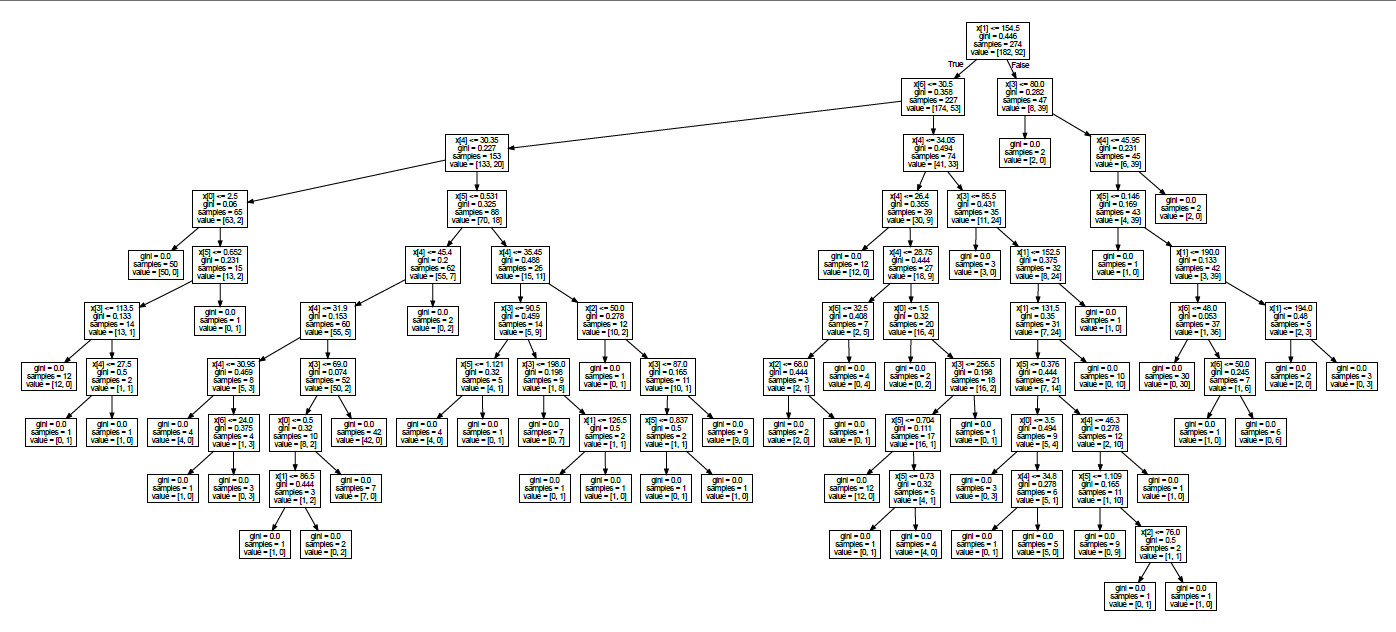 x[1] <= 154.5
gini = 0.446
samples = 274
value = [182, 92]
True
False
x[6] <= 30.5
gini = 0.358
samples = 227
value = [174, 53]
x[3] <= 80.0
gini = 0.282
samples = 47
value = [8, 39]
x[4] <= 30.35
gini = 0.227
samples = 153
value = [133, 20]
x[4] <= 34.05
gini = 0.494
samples = 74
value = [41, 33]
gini = 0.0
samples = 2
value = [2, 0]
x[4] <= 45.95
gini = 0.231
samples = 45
value = [6, 39]
x[0] <= 2.5
gini = 0.06
samples = 65
value = [63, 2]
x[5] <= 0.531
gini = 0.325
samples = 88
value = [70, 18]
x[4] <= 26.4
gini = 0.355
samples = 39
value = [30, 9]
x[3] <= 85.5
gini = 0.431
samples = 35
value = [11, 24]
x[5] <= 0.146
gini = 0.169
samples = 43
value = [4, 39]
gini = 0.0
samples = 2
value = [2, 0]
gini = 0.0
samples = 50
value = [50, 0]
x[5] <= 0.652
gini = 0.231
samples = 15
value = [13, 2]
x[4] <= 45.4
gini = 0.2
samples = 62
value = [55, 7]
x[4] <= 35.45
gini = 0.488
samples = 26
value = [15, 11]
gini = 0.0
samples = 12
value = [12, 0]
x[4] <= 28.75
gini = 0.444
samples = 27
value = [18, 9]
gini = 0.0
samples = 3
value = [3, 0]
x[1] <= 152.5
gini = 0.375
samples = 32
value = [8, 24]
gini = 0.0
samples = 1
value = [1, 0]
x[1] <= 190.0
gini = 0.133
samples = 42
value = [3, 39]
x[3] <= 113.5
gini = 0.133
samples = 14
value = [13, 1]
gini = 0.0
samples = 1
value = [0, 1]
x[4] <= 31.9
gini = 0.153
samples = 60
value = [55, 5]
gini = 0.0
samples = 2
value = [0, 2]
x[3] <= 90.5
gini = 0.459
samples = 14
value = [5, 9]
x[2] <= 50.0
gini = 0.278
samples = 12
value = [10, 2]
x[6] <= 32.5
gini = 0.408
samples = 7
value = [2, 5]
x[0] <= 1.5
gini = 0.32
samples = 20
value = [16, 4]
x[1] <= 131.5
gini = 0.35
samples = 31
value = [7, 24]
gini = 0.0
samples = 1
value = [1, 0]
x[6] <= 48.0
gini = 0.053
samples = 37
value = [1, 36]
x[1] <= 194.0
gini = 0.48
samples = 5
value = [2, 3]
gini = 0.0
samples = 12
value = [12, 0]
x[4] <= 27.5
gini = 0.5
samples = 2
value = [1, 1]
x[4] <= 30.95
gini = 0.469
samples = 8
value = [5, 3]
x[3] <= 69.0
gini = 0.074
samples = 52
value = [50, 2]
x[5] <= 1.121
gini = 0.32
samples = 5
value = [4, 1]
x[3] <= 198.0
gini = 0.198
samples = 9
value = [1, 8]
gini = 0.0
samples = 1
value = [0, 1]
x[3] <= 87.0
gini = 0.165
samples = 11
value = [10, 1]
x[2] <= 68.0
gini = 0.444
samples = 3
value = [2, 1]
gini = 0.0
samples = 4
value = [0, 4]
gini = 0.0
samples = 2
value = [0, 2]
x[3] <= 256.5
gini = 0.198
samples = 18
value = [16, 2]
x[5] <= 0.376
gini = 0.444
samples = 21
value = [7, 14]
gini = 0.0
samples = 10
value = [0, 10]
gini = 0.0
samples = 30
value = [0, 30]
x[6] <= 50.0
gini = 0.245
samples = 7
value = [1, 6]
gini = 0.0
samples = 2
value = [2, 0]
gini = 0.0
samples = 3
value = [0, 3]
gini = 0.0
samples = 1
value = [0, 1]
gini = 0.0
samples = 1
value = [1, 0]
gini = 0.0
samples = 4
value = [4, 0]
x[6] <= 24.0
gini = 0.375
samples = 4
value = [1, 3]
x[0] <= 0.5
gini = 0.32
samples = 10
value = [8, 2]
gini = 0.0
samples = 42
value = [42, 0]
gini = 0.0
samples = 4
value = [4, 0]
gini = 0.0
samples = 1
value = [0, 1]
gini = 0.0
samples = 7
value = [0, 7]
x[1] <= 126.5
gini = 0.5
samples = 2
value = [1, 1]
x[5] <= 0.837
gini = 0.5
samples = 2
value = [1, 1]
gini = 0.0
samples = 9
value = [9, 0]
gini = 0.0
samples = 2
value = [2, 0]
gini = 0.0
samples = 1
value = [0, 1]
x[5] <= 0.704
gini = 0.111
samples = 17
value = [16, 1]
gini = 0.0
samples = 1
value = [0, 1]
x[0] <= 3.5
gini = 0.494
samples = 9
value = [5, 4]
x[4] <= 46.3
gini = 0.278
samples = 12
value = [2, 10]
gini = 0.0
samples = 1
value = [1, 0]
gini = 0.0
samples = 6
value = [0, 6]
gini = 0.0
samples = 1
value = [1, 0]
gini = 0.0
samples = 3
value = [0, 3]
x[1] <= 86.5
gini = 0.444
samples = 3
value = [1, 2]
gini = 0.0
samples = 7
value = [7, 0]
gini = 0.0
samples = 1
value = [0, 1]
gini = 0.0
samples = 1
value = [1, 0]
gini = 0.0
samples = 1
value = [0, 1]
gini = 0.0
samples = 1
value = [1, 0]
gini = 0.0
samples = 12
value = [12, 0]
x[5] <= 0.73
gini = 0.32
samples = 5
value = [4, 1]
gini = 0.0
samples = 3
value = [0, 3]
x[4] <= 34.8
gini = 0.278
samples = 6
value = [5, 1]
x[5] <= 1.109
gini = 0.165
samples = 11
value = [1, 10]
gini = 0.0
samples = 1
value = [1, 0]
gini = 0.0
samples = 1
value = [1, 0]
gini = 0.0
samples = 2
value = [0, 2]
gini = 0.0
samples = 1
value = [0, 1]
gini = 0.0
samples = 4
value = [4, 0]
gini = 0.0
samples = 1
value = [0, 1]
gini = 0.0
samples = 5
value = [5, 0]
gini = 0.0
samples = 9
value = [0, 9]
x[2] <= 76.0
gini = 0.5
samples = 2
value = [1, 1]
gini = 0.0
samples = 1
value = [0, 1]
gini = 0.0
samples = 1
value = [1, 0]